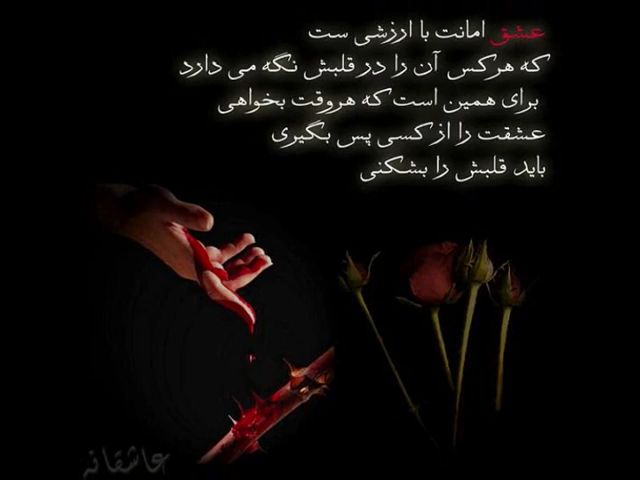 عشق امانت با ارزشی ست
که هرکس آن را در قلبش نگه می دارد
برای همین است که هروقت بخواهی
عشقت را از کسی پس بگیری
باید قلبش را بشکنی
عاشقانه